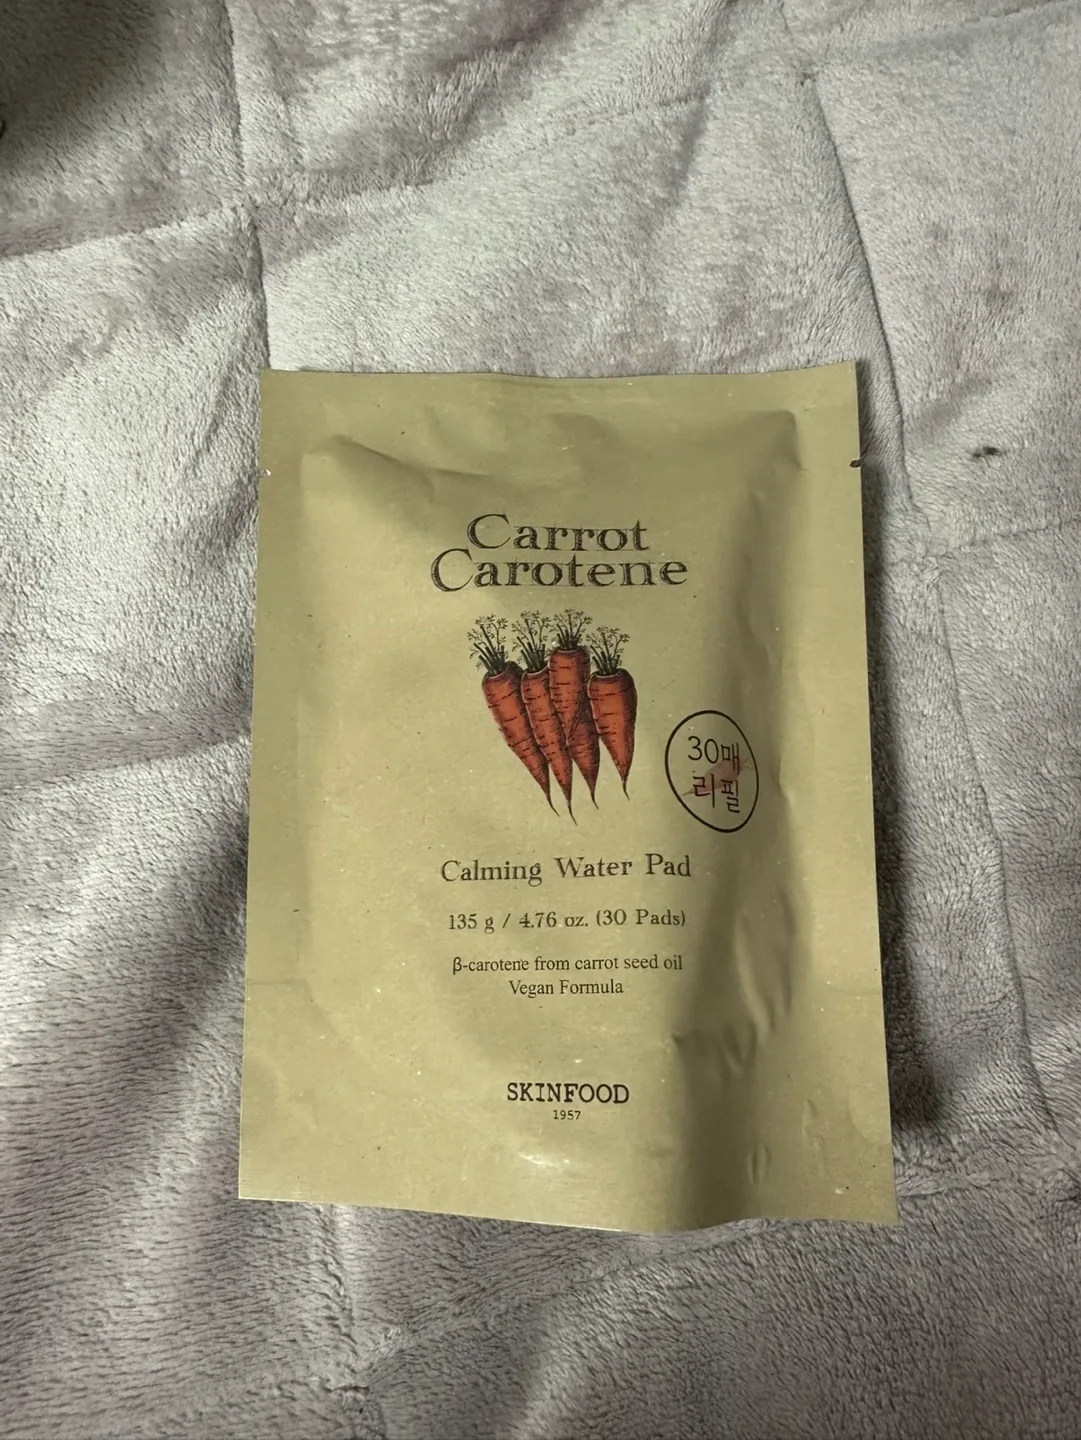 Carrot
Carotene
30매
리필
Calming Water Pad
135 g / 4.76 oz. (30 Pads)
β-carotene from carrot seed oil
Vegan Formula
SKINFOOD
1957